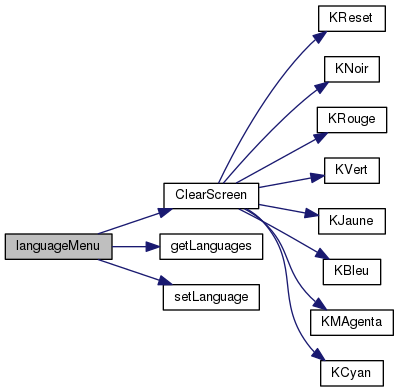 KReset
KNoir
KRouge
ClearScreen
KVert
KJaune
languageMenu
getLanguages
KBleu
setLanguage
KMAgenta
KCyan